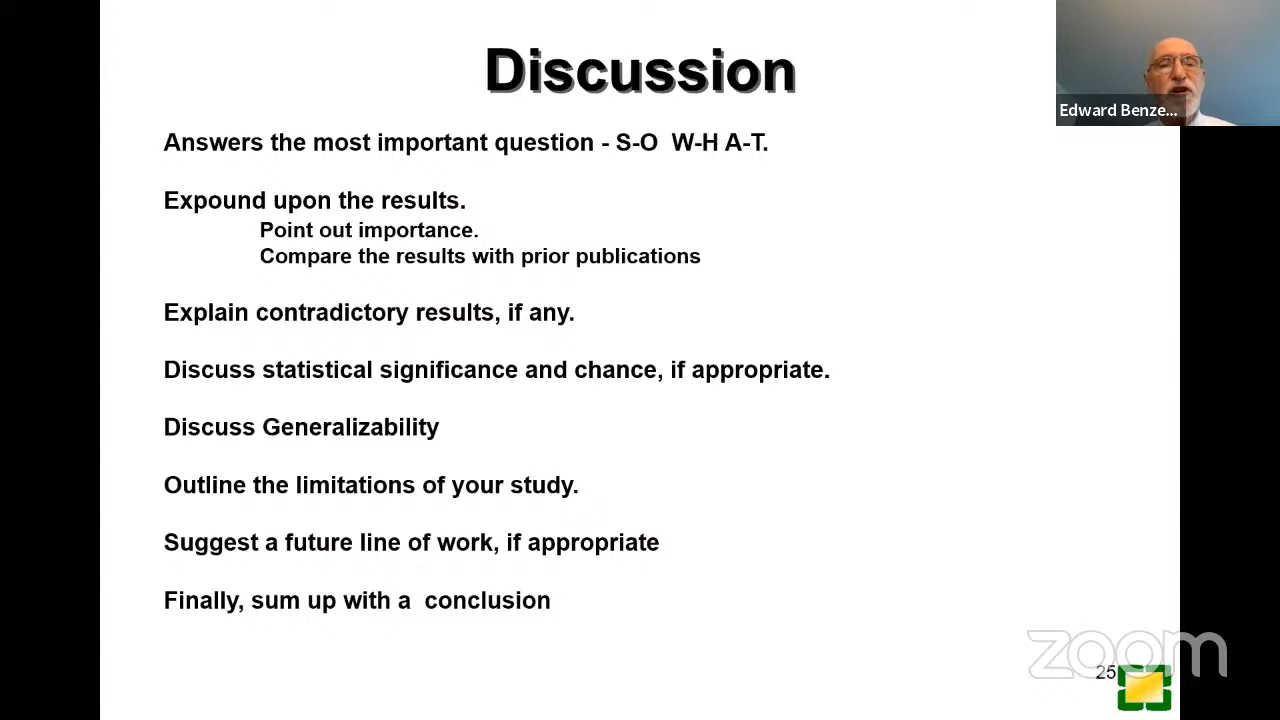 Discussion
Edward Benze...
Answers the most important question - S-O W-H A-T.
Expound upon the results.
Point out importance.
Compare the results with prior publications
Explain contradictory results, if any.
Discuss statistical significance and chance, if appropriate.
Discuss Generalizability
Outline the limitations of your study.
Suggest a future line of work, if appropriate
Finally, sum up with a conclusion
zoom
25